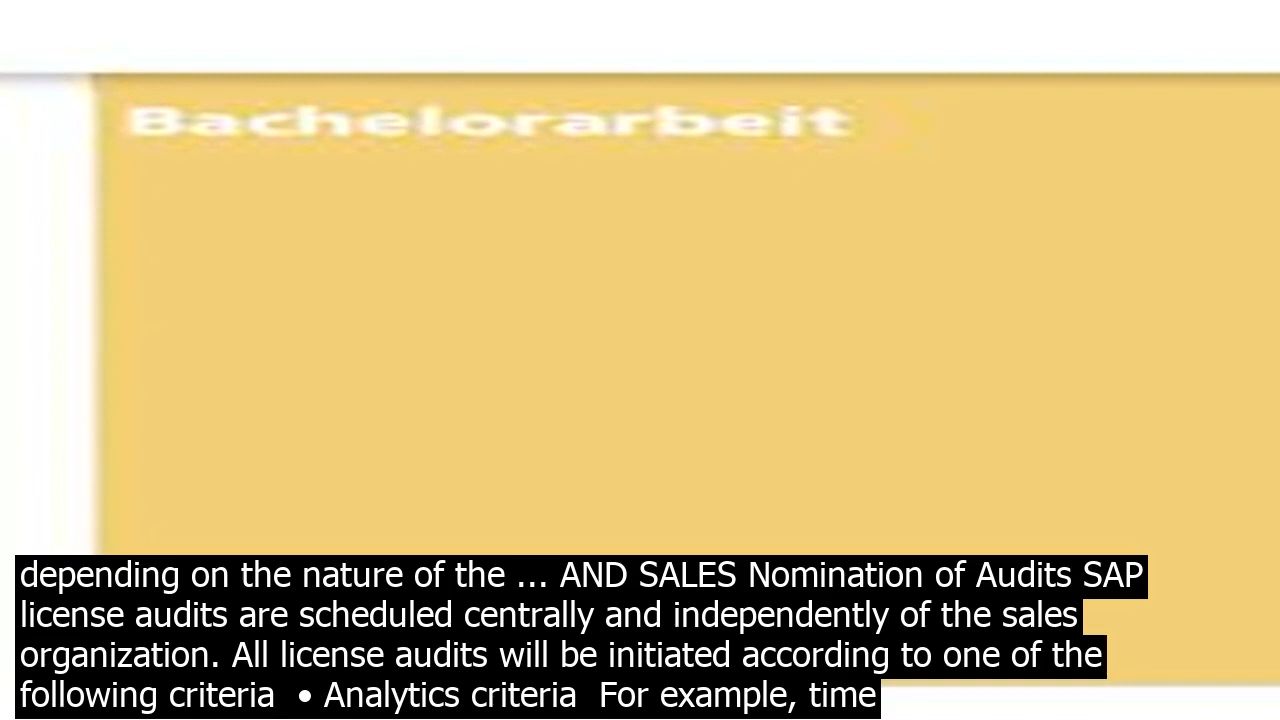 Bachelorarbeit
depending on the nature of the ... AND SALES Nomination of Audits SAP
license audits are scheduled centrally and independently of the sales
organization. All license audits will be initiated according to one of the
following criteria  • Analytics criteria  For example, time